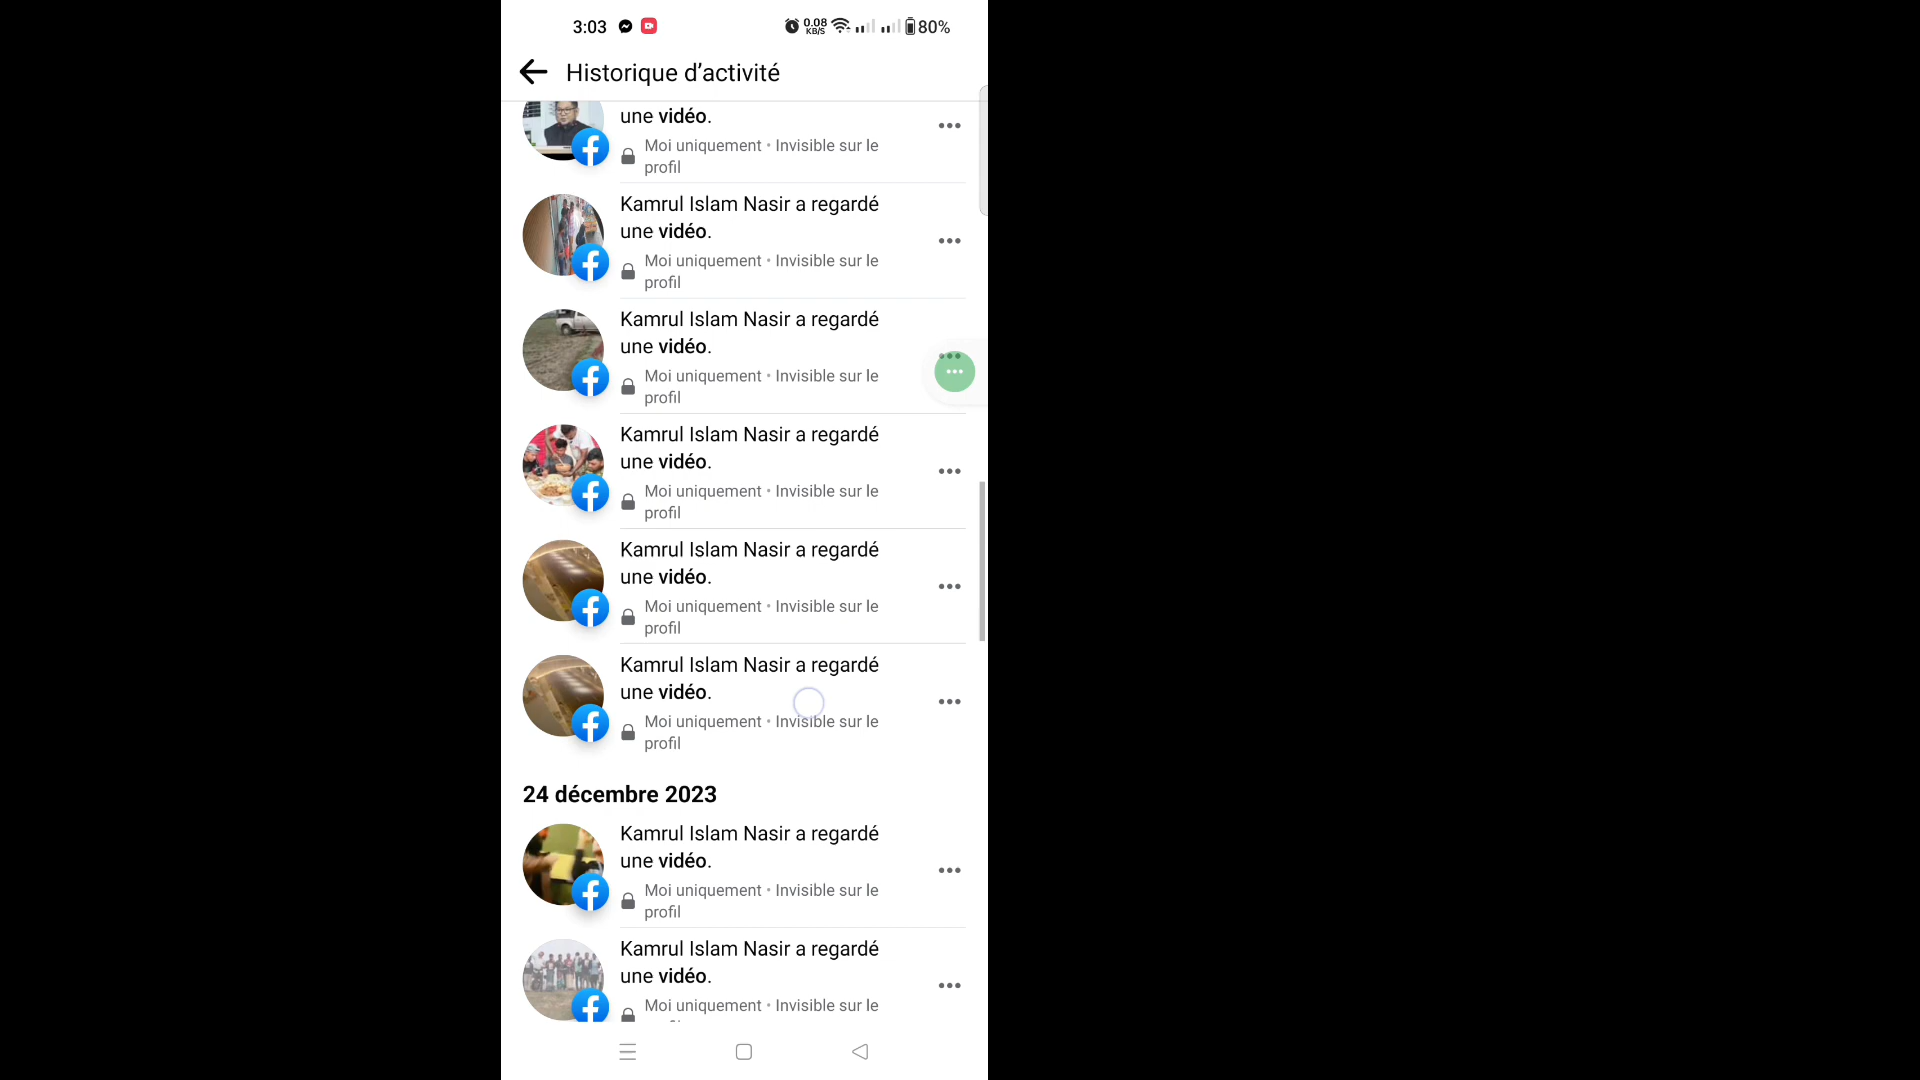 3:03 0.08 KB/S 80%
Historique d’activité
une vidéo.
Moi uniquement • Invisible sur le
profil
Kamrul Islam Nasir a regardé
une vidéo.
Moi uniquement • Invisible sur le
profil
Kamrul Islam Nasir a regardé
une vidéo.
Moi uniquement • Invisible sur le
profil
Kamrul Islam Nasir a regardé
une vidéo.
Moi uniquement • Invisible sur le
profil
Kamrul Islam Nasir a regardé
une vidéo.
Moi uniquement • Invisible sur le
profil
Kamrul Islam Nasir a regardé
une vidéo.
Moi uniquement • Invisible sur le
profil
24 décembre 2023
Kamrul Islam Nasir a regardé
une vidéo.
Moi uniquement • Invisible sur le
profil
Kamrul Islam Nasir a regardé
une vidéo.
Moi uniquement • Invisible sur le